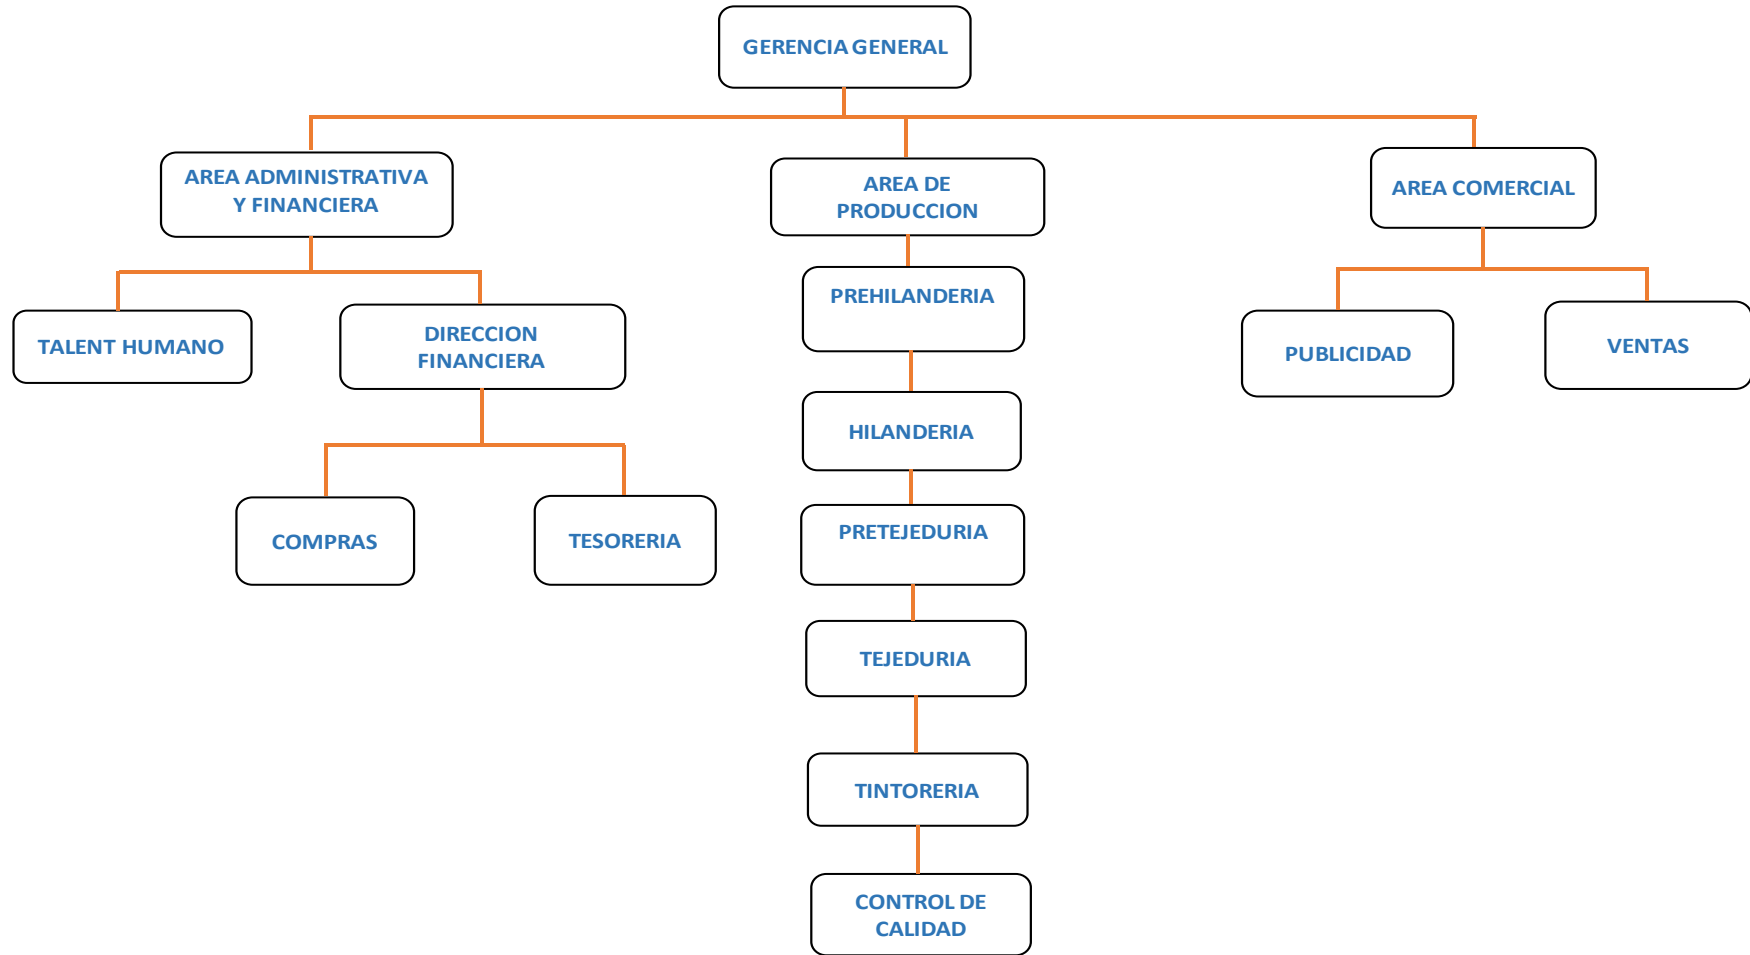 GERENCIA GENERAL
AREA ADMINISTRATIVA
Y FINANCIERA
AREA DE
PRODUCCION
AREA COMERCIAL
TALENT HUMANO
DIRECCION
FINANCIERA
PREHILANDERIA
PUBLICIDAD
VENTAS
HILANDERIA
COMPRAS
TESORERIA
PRETEJEDURIA
TEJEDURIA
TINTORERIA
CONTROL DE
CALIDAD